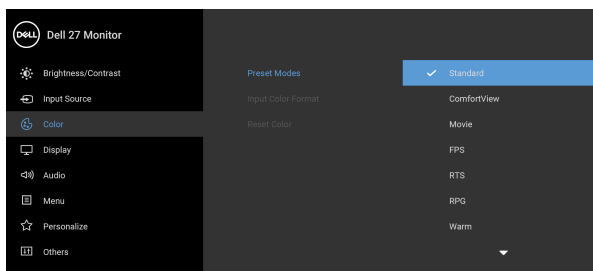 DELL
Dell 27 Monitor
Brightness/Contrast
Input Source
Color
Display
Audio
Menu
Personalize
Others
Preset Modes
Input Color Format
Reset Color
Standard
ComfortView
Movie
FPS
RTS
RPG
Warm